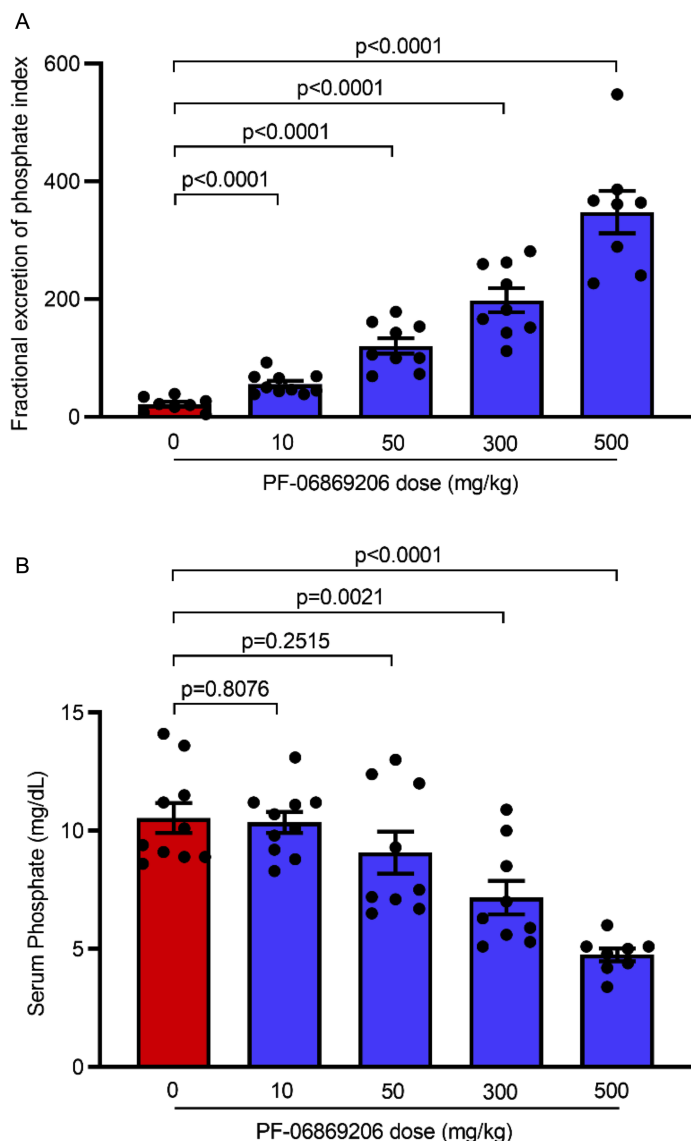 A
p<0.0001
p<0.0001
p<0.0001
p<0.0001
Fractional excretion of phosphate index
600
400
200
0
0 10 50 300 500
PF-06869206 dose (mg/kg)
B
p<0.0001
p=0.0021
p=0.2515
p=0.8076
Serum Phosphate (mg/dL)
15
10
5
0
0 10 50 300 500
PF-06869206 dose (mg/kg)